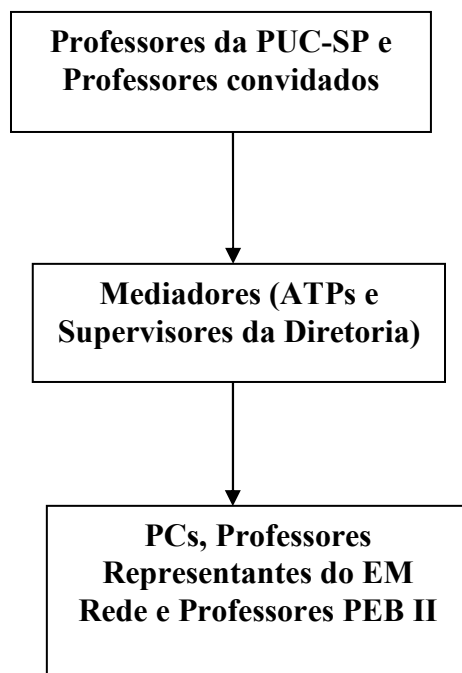 Professores da PUC-SP e
Professores convidados
Mediadores (ATPs e
Supervisores da Diretoria)
PCs, Professores
Representantes do EM
Rede e Professores PEB II